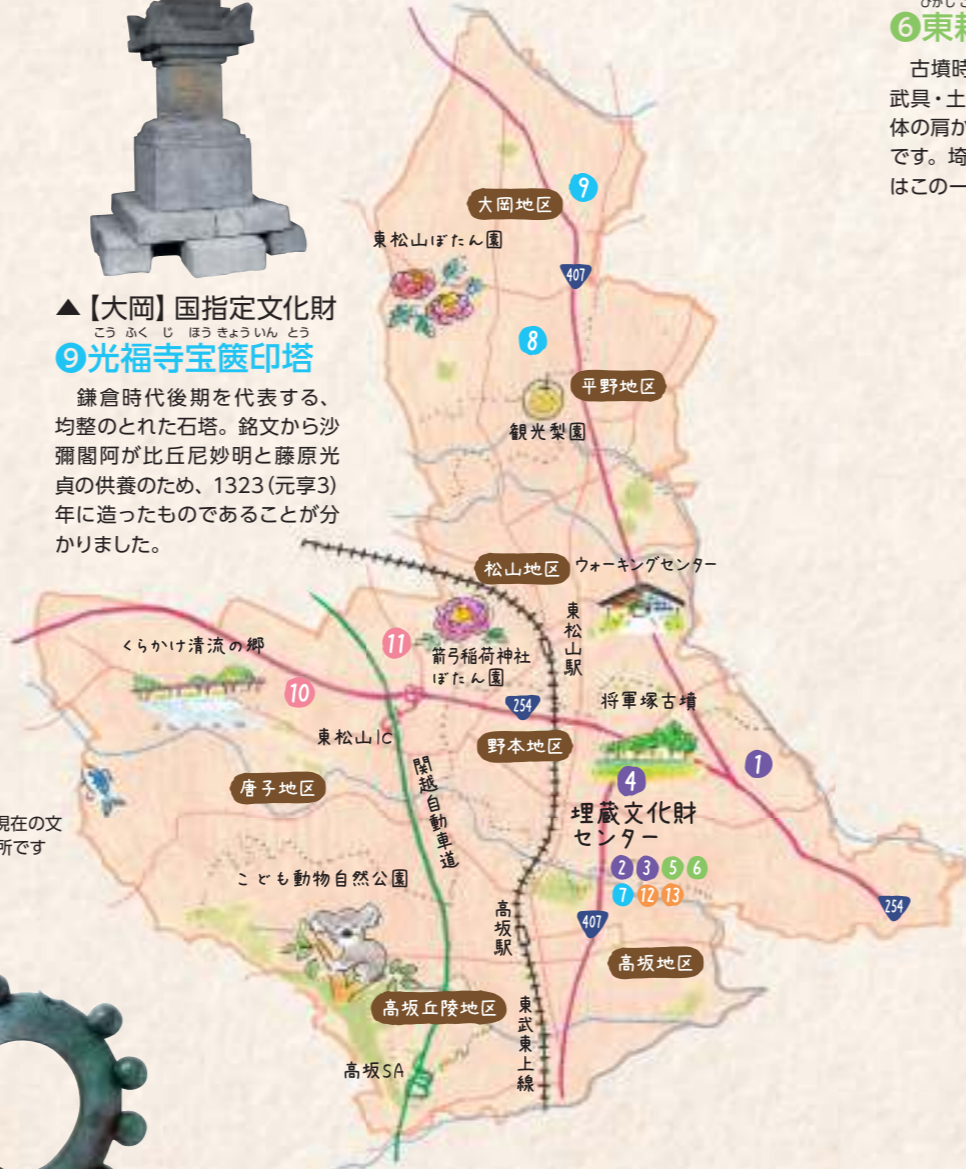 ▲【大岡】国指定文化財
こうふくじほうきょういんとう
❾光福寺宝篋印塔
鎌倉時代後期を代表する、
均整のとれた石塔。銘文から沙
彌閣阿が比丘尼妙明と藤原光
貞の供養のため、1323(元享3)
年に造ったものであることが分
かりました。
❻東
古墳時
武具・土
体の肩か
です。埼
はこの一
大岡地区
9
東松山ぼたん園
407
8
平野地区
観光梨園
松山地区
ウォーキングセンター
東松山駅
くらかけ清流の郷
11
箭弓稲荷神社
ぼたん園
10
254
将軍塚古墳
東松山IC
野本地区
1
4
唐子地区
関越自動車道
埋蔵文化財
センター
2 3 5 6
7 12 13
現在の文
所です
こども動物自然公園
高坂駅
407
254
高坂地区
高坂丘陵地区
東武東上線
高坂SA